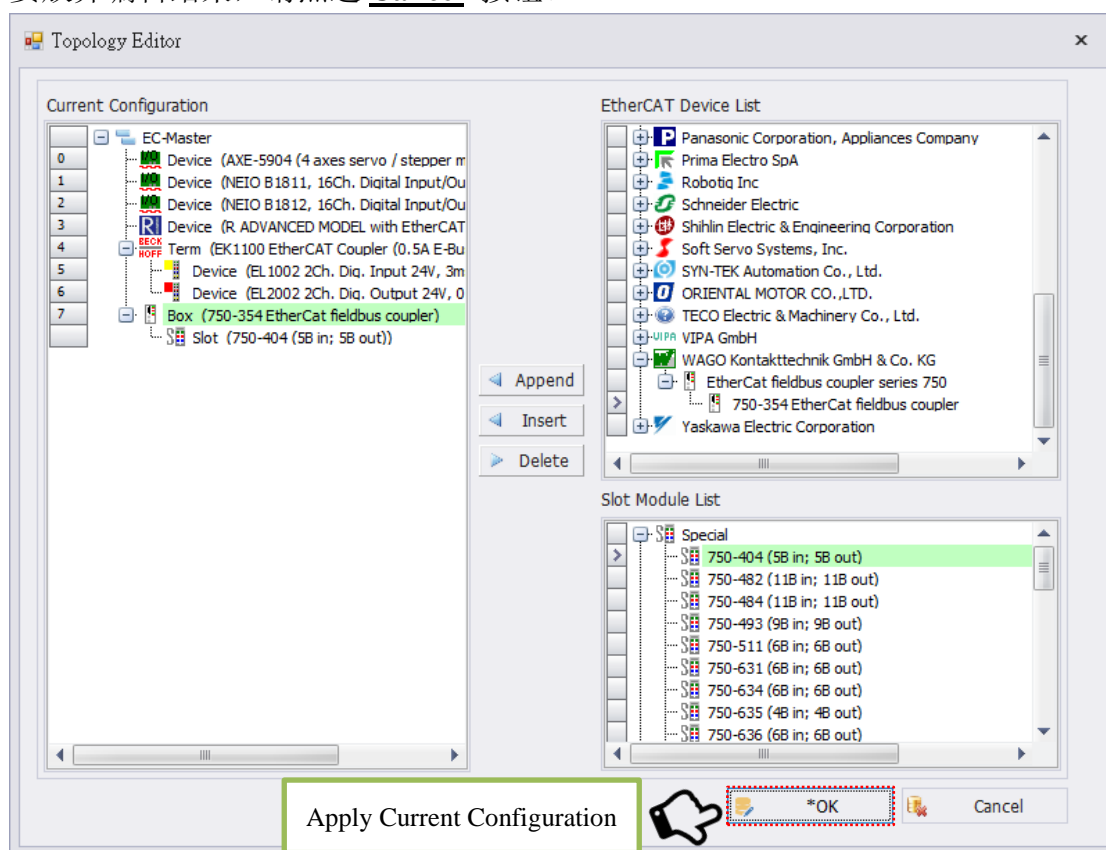 Topology Editor
Current Configuration
EC-Master
0 Device (AXE-5904 (4 axes servo / stepper m
1 Device (NEIO B1811, 16Ch. Digital Input/Ou
2 Device (NEIO B1812, 16Ch. Digital Input/Ou
3 Device (R ADVANCED MODEL with EtherCAT
4 Term (EK1100 EtherCAT Coupler (0.5A E-Bu
5 Device (EL1002 2Ch. Dig. Input 24V, 3m
6 Device (EL2002 2Ch. Dig. Output 24V, 0
7 Box (750-354 EtherCat fieldbus coupler)
Slot (750-404 (5B in; 5B out))
Append
Insert
Delete
EtherCAT Device List
Panasonic Corporation, Appliances Company
Prima Electro SpA
Robotiq Inc
Schneider Electric
Shihlin Electric & Engineering Corporation
Soft Servo Systems, Inc.
SYN-TEK Automation Co., Ltd.
ORIENTAL MOTOR CO.,LTD.
TECO Electric & Machinery Co., Ltd.
VIPA VIPA GmbH
WAGO Kontakttechnik GmbH & Co. KG
EtherCat fieldbus coupler series 750
750-354 EtherCat fieldbus coupler
Yaskawa Electric Corporation
Slot Module List
Special
750-404 (5B in; 5B out)
750-482 (11B in; 11B out)
750-484 (11B in; 11B out)
750-493 (9B in; 9B out)
750-511 (6B in; 6B out)
750-631 (6B in; 6B out)
750-634 (6B in; 6B out)
750-635 (4B in; 4B out)
750-636 (6B in; 6B out)
Apply Current Configuration
*OK
Cancel